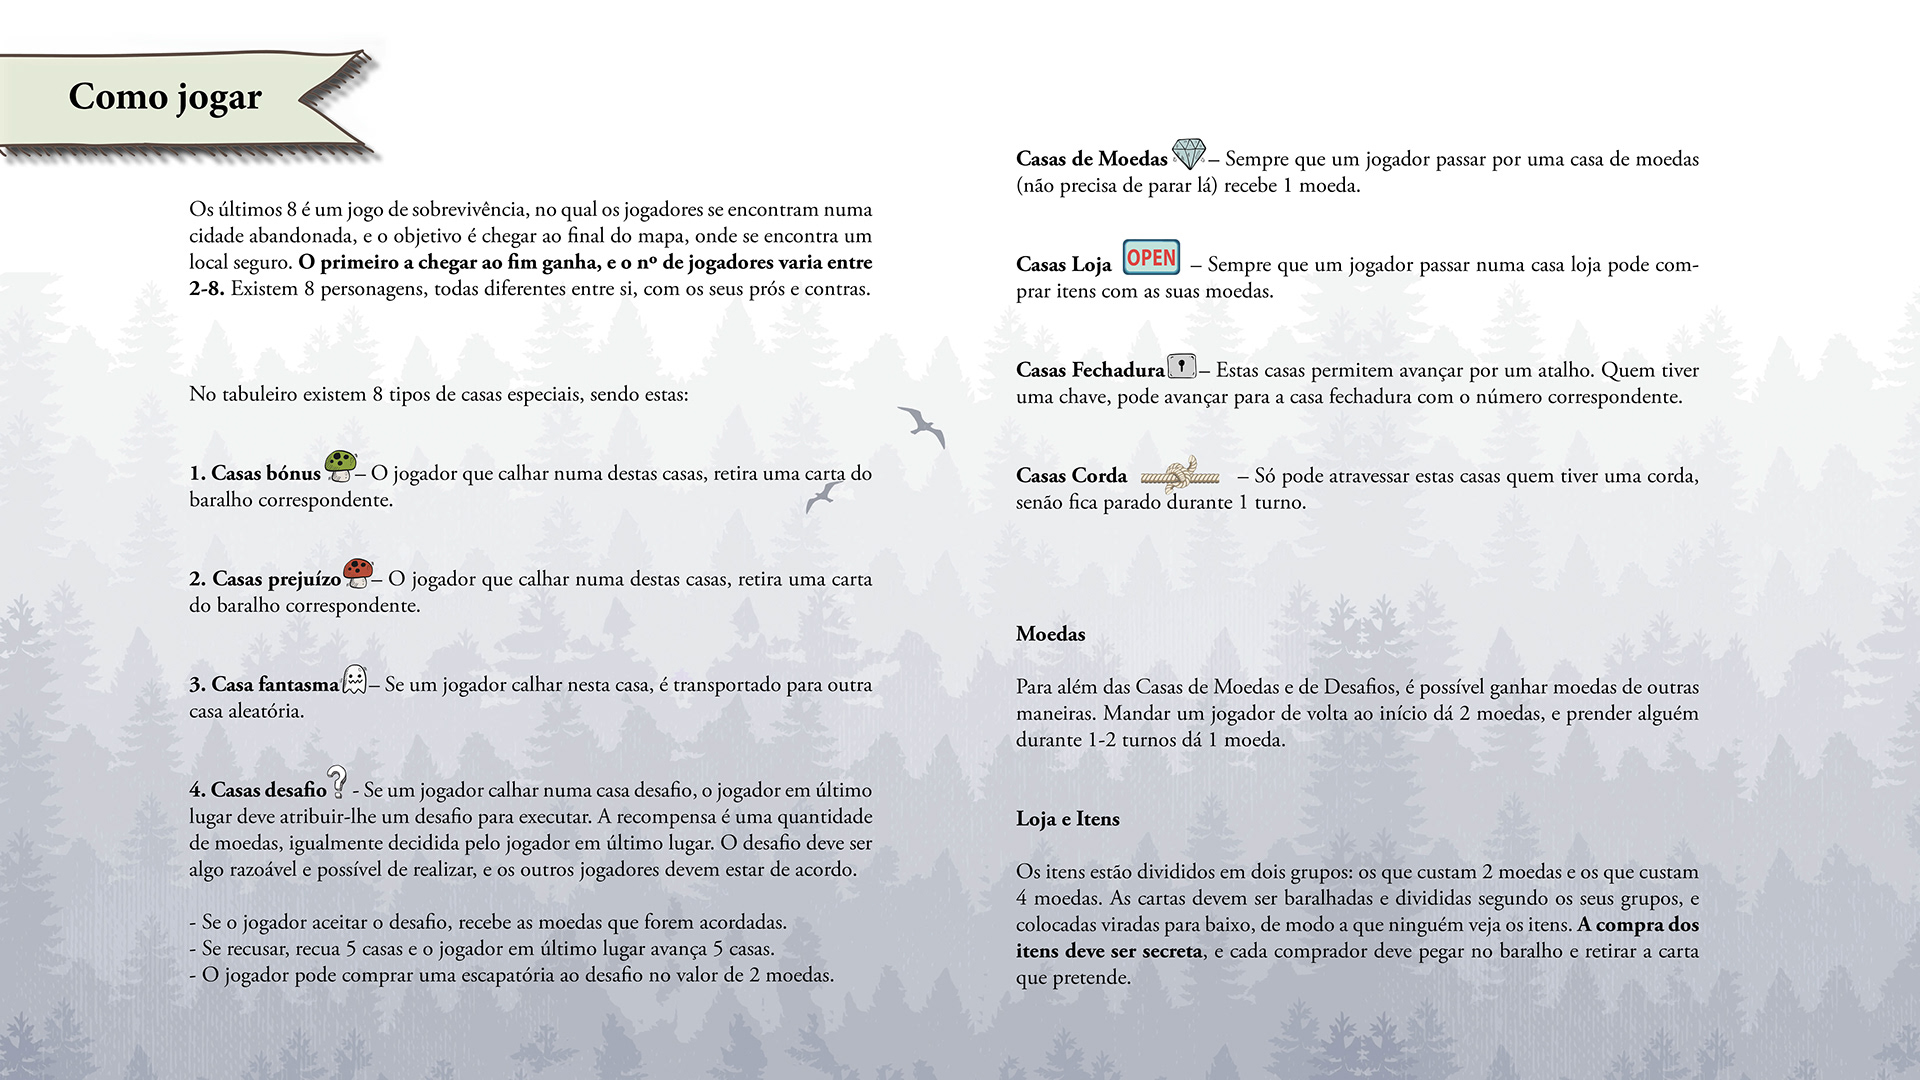 Como jogar
Os últimos 8 é um jogo de sobrevivência, no qual os jogadores se encontram numa
cidade abandonada, e o objetivo é chegar ao final do mapa, onde se encontra um
local seguro. O primeiro a chegar ao fim ganha, e o nº de jogadores varia entre
2-8. Existem 8 personagens, todas diferentes entre si, com os seus prós e contras.
No tabuleiro existem 8 tipos de casas especiais, sendo estas:
1. Casas bónus – O jogador que calhar numa destas casas, retira uma carta do
baralho correspondente.
2. Casas prejuízo – O jogador que calhar numa destas casas, retira uma carta
do baralho correspondente.
3. Casa fantasma – Se um jogador calhar nesta casa, é transportado para outra
casa aleatória.
4. Casas desafio - Se um jogador calhar numa casa desafio, o jogador em último
lugar deve atribuir-lhe um desafio para executar. A recompensa é uma quantidade
de moedas, igualmente decidida pelo jogador em último lugar. O desafio deve ser
algo razoável e possível de realizar, e os outros jogadores devem estar de acordo.
- Se o jogador aceitar o desafio, recebe as moedas que forem acordadas.
- Se recusar, recua 5 casas e o jogador em último lugar avança 5 casas.
- O jogador pode comprar uma escapatória ao desafio no valor de 2 moedas.
Casas de Moedas – Sempre que um jogador passar por uma casa de moedas
(não precisa de parar lá) recebe 1 moeda.
Casas Loja OPEN – Sempre que um jogador passar numa casa loja pode com-
prar itens com as suas moedas.
Casas Fechadura – Estas casas permitem avançar por um atalho. Quem tiver
uma chave, pode avançar para a casa fechadura com o número correspondente.
Casas Corda – Só pode atravessar estas casas quem tiver uma corda,
senão fica parado durante 1 turno.
Moedas
Para além das Casas de Moedas e de Desafios, é possível ganhar moedas de outras
maneiras. Mandar um jogador de volta ao início dá 2 moedas, e prender alguém
durante 1-2 turnos dá 1 moeda.
Loja e Itens
Os itens estão divididos em dois grupos: os que custam 2 moedas e os que custam
4 moedas. As cartas devem ser baralhadas e divididas segundo os seus grupos, e
colocadas viradas para baixo, de modo a que ninguém veja os itens. A compra dos
itens deve ser secreta, e cada comprador deve pegar no baralho e retirar a carta
que pretende.